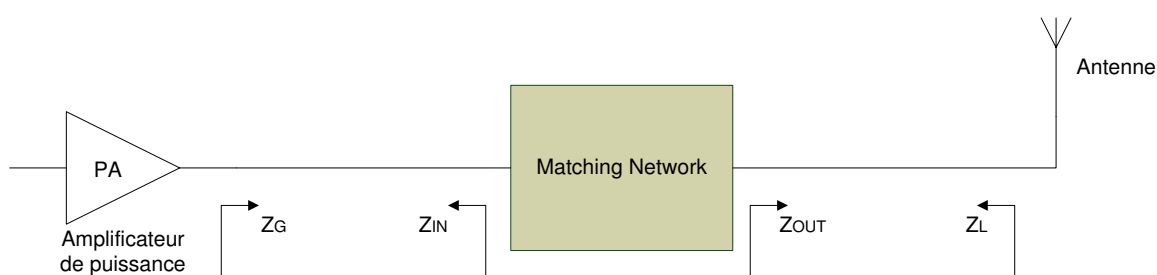 Antenne
PA
Matching Network
ZG
ZIN
ZOUT
ZL
Amplificateur
de puissance